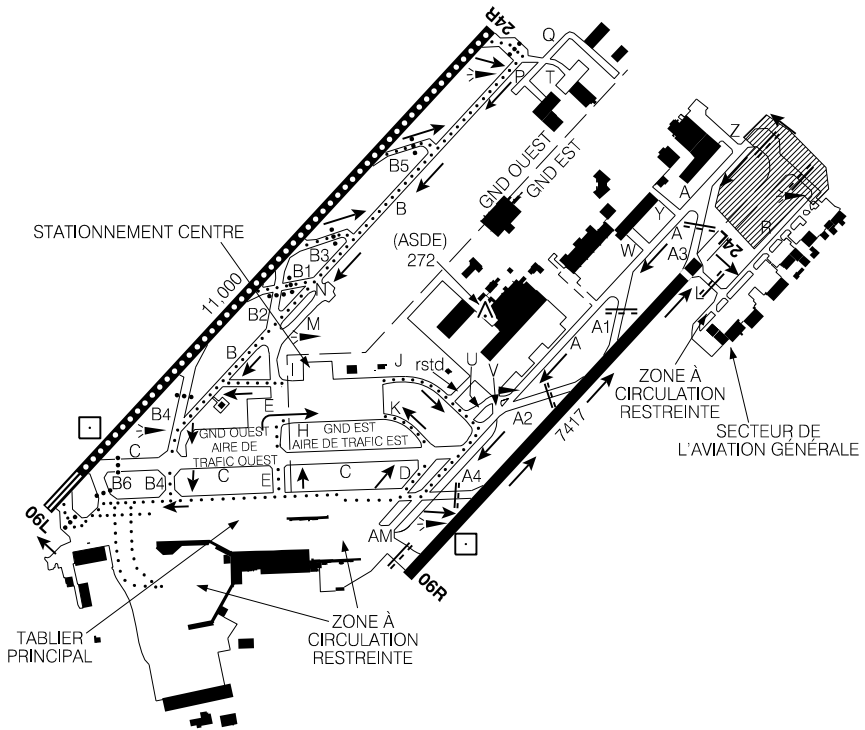 24R
Q
P
T
Z
GND OUEST
GND EST
B5
A
B
Y
R
STATIONNEMENT CENTRE
(ASDE)
272
W
A
A3
24L
B3
B1
11,000
N
L
B2
M
A1
B
I
J
rstd
U
V
A
ZONE À
CIRCULATION
RESTREINTE
E
K
B4
A2
7417
SECTEUR DE
L'AVIATION GÉNÉRALE
H
GND OUEST
AIRE DE
TRAFIC OUEST
GND EST
AIRE DE TRAFIC EST
C
B6
B4
C
E
C
D
A4
06L
AM
06R
TABLIER
PRINCIPAL
ZONE À
CIRCULATION
RESTREINTE